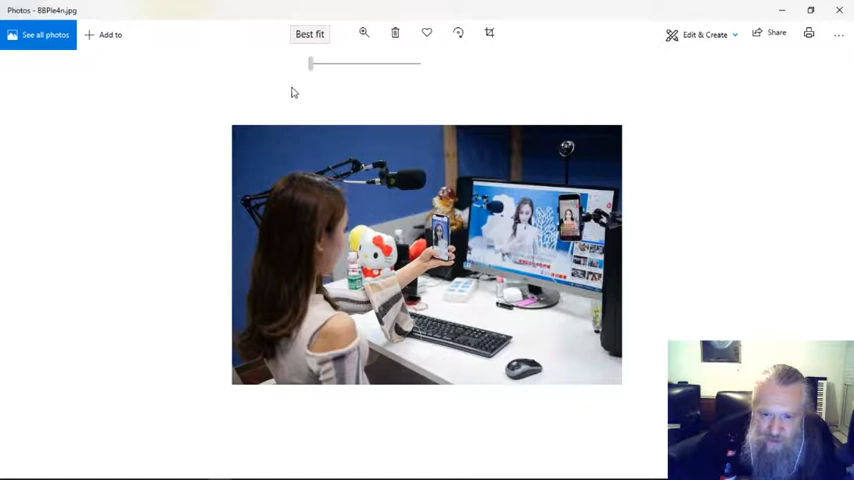 Photos - BBPle4n.jpg
See all photos
Add to
Best fit
Edit & Create
Share